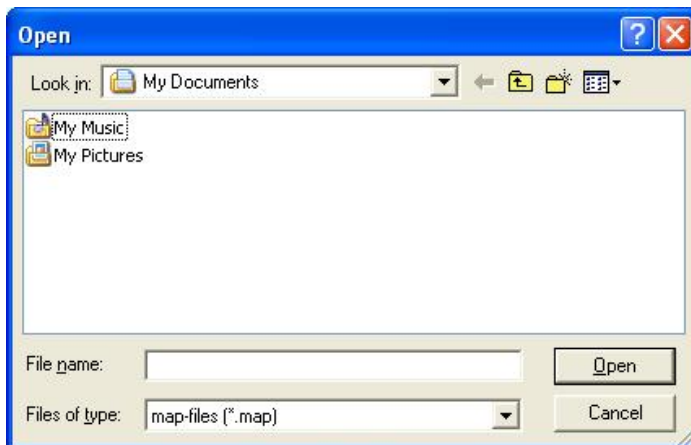 Open
Look in: My Documents
My Music
My Pictures
File name:
Open
Files of type: map-files (*.map)
Cancel